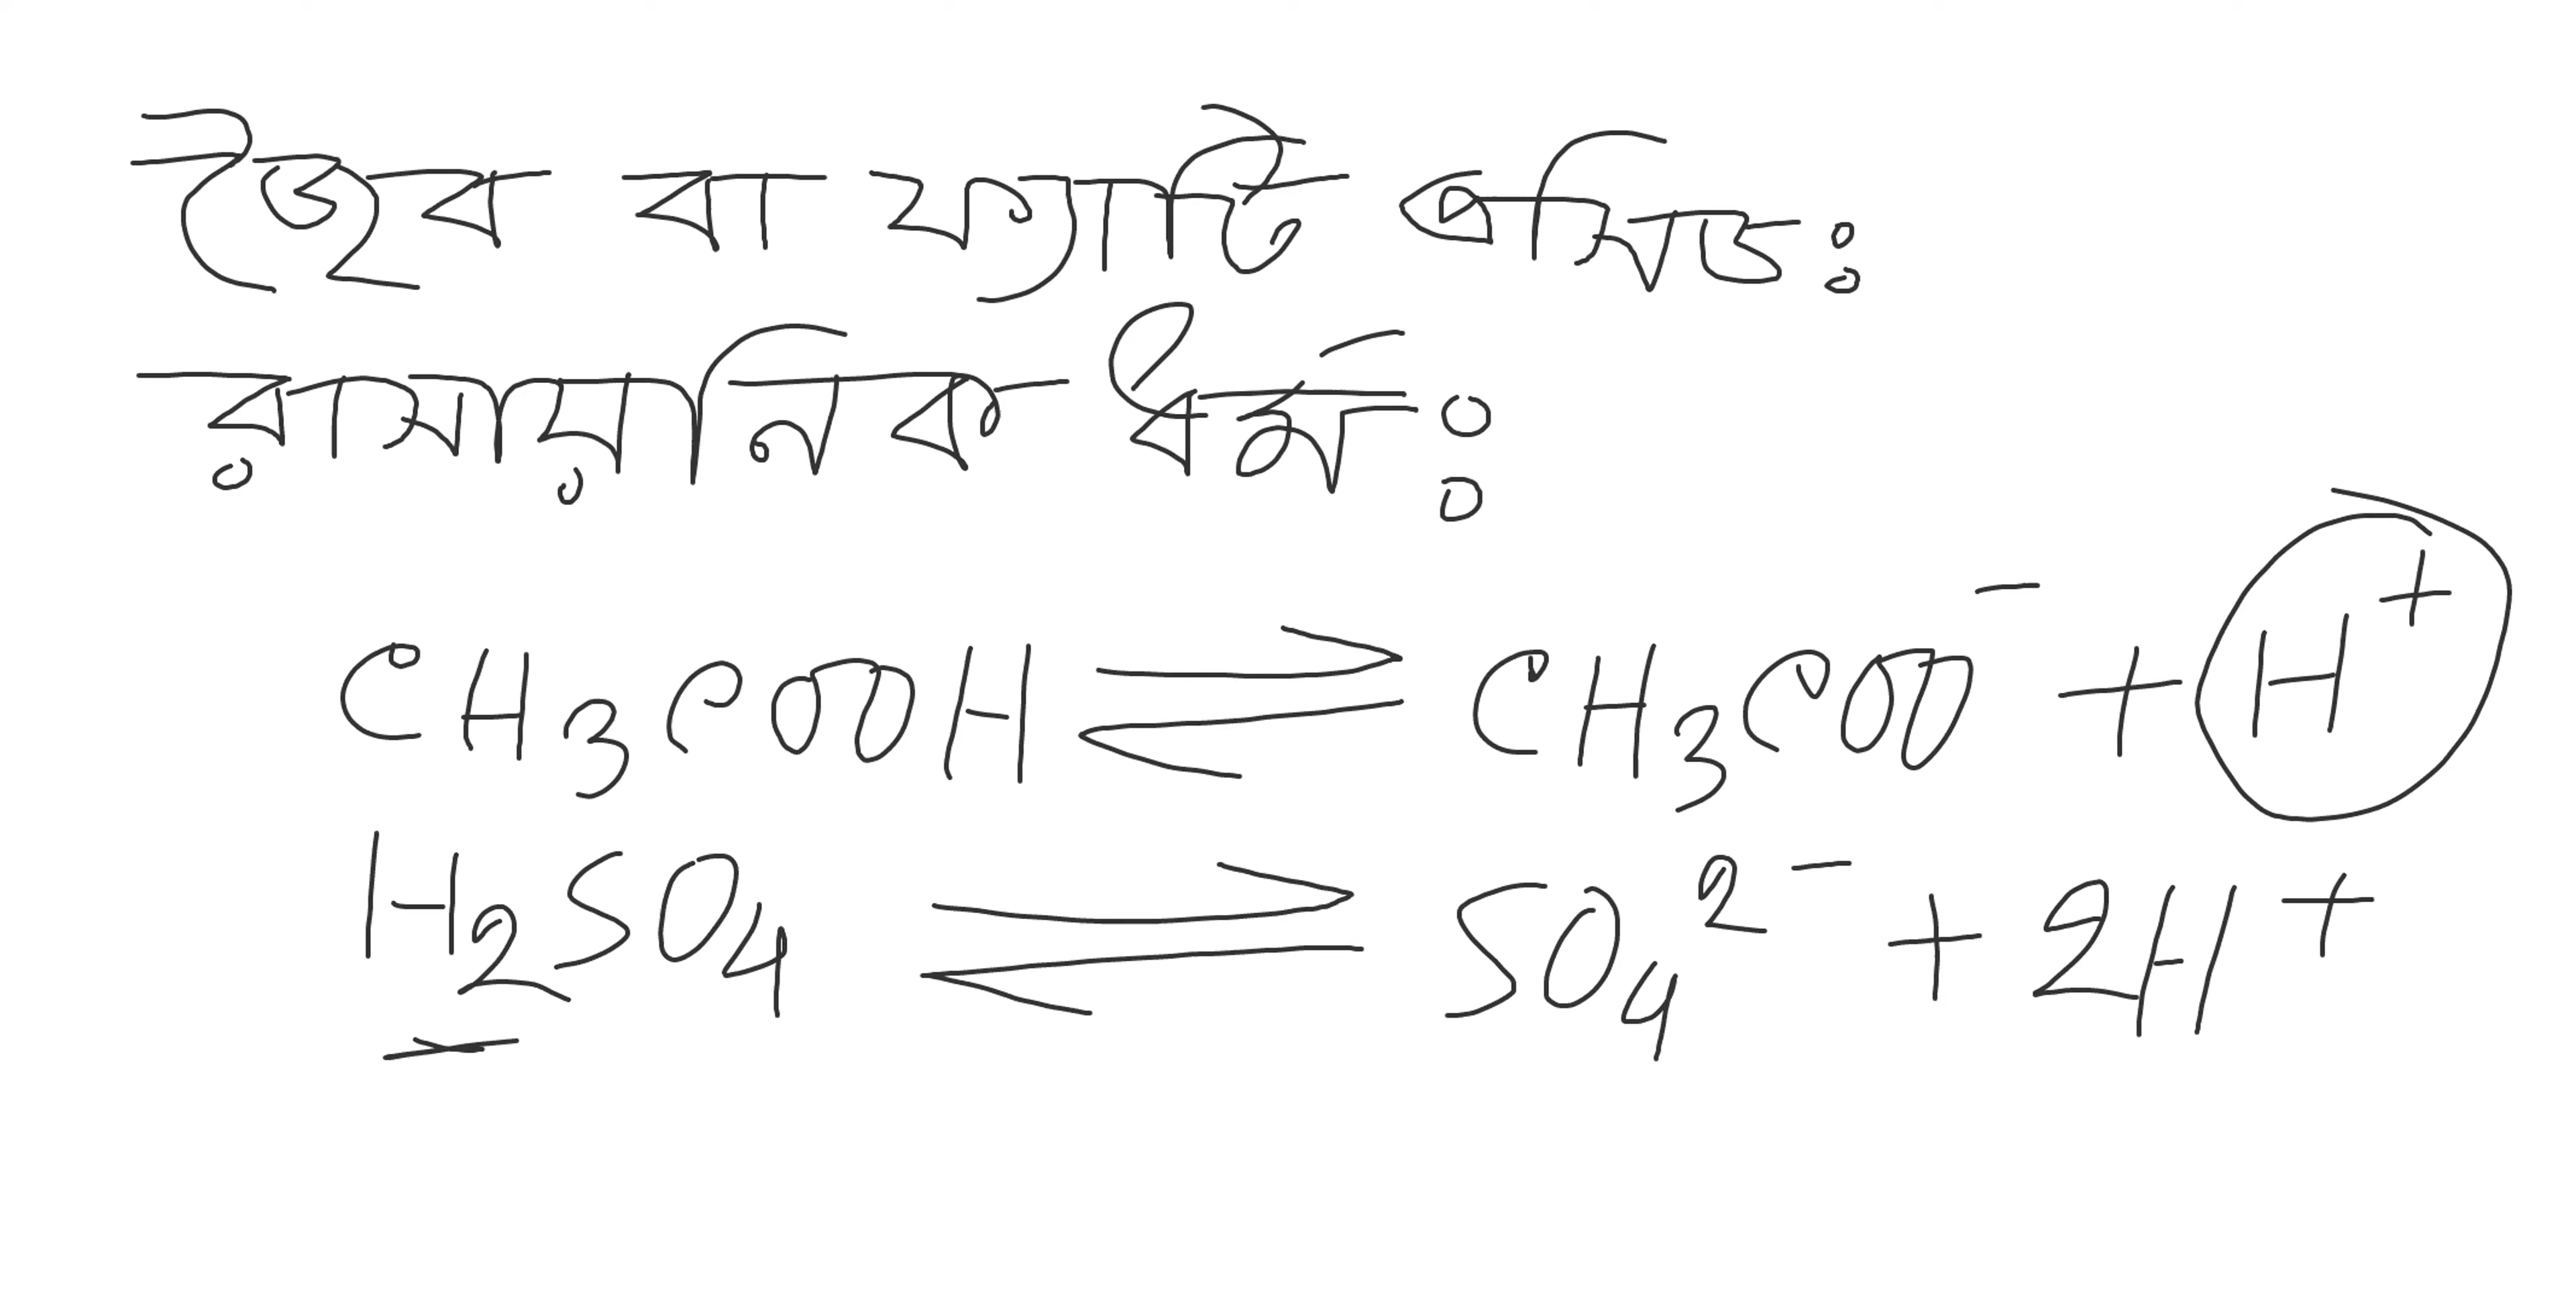 জৈব বা ফ্যাটি এসিডঃ
রাসায়নিক ধর্মঃ
CH₃COOH ⇌ CH₃COO⁻ + H⁺
H₂SO₄ ⇌ SO₄²⁻ + 2H⁺